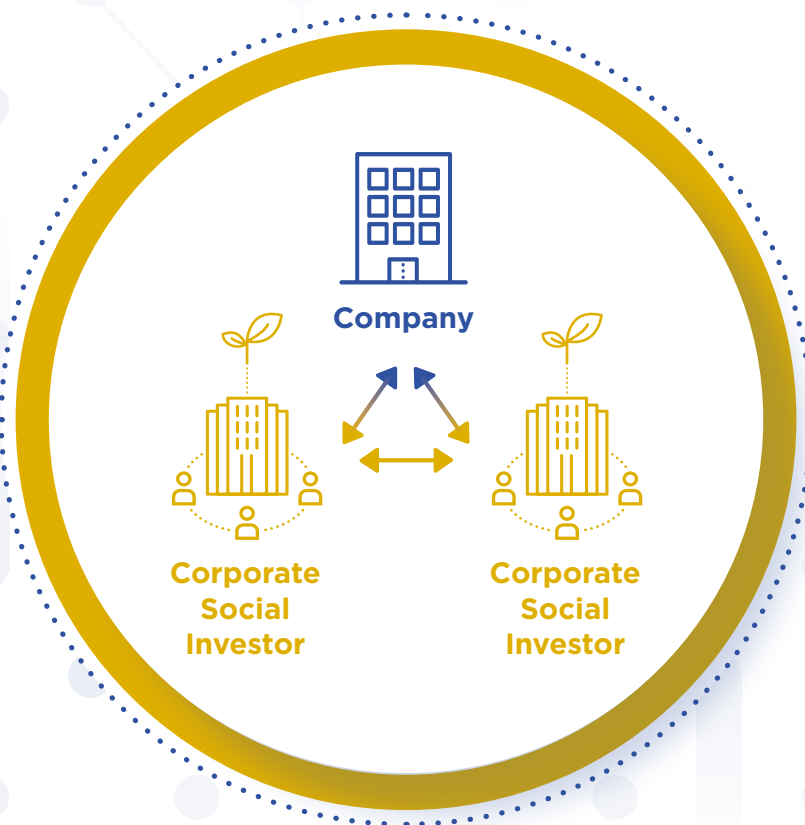 Company
Corporate
Social
Investor
Corporate
Social
Investor